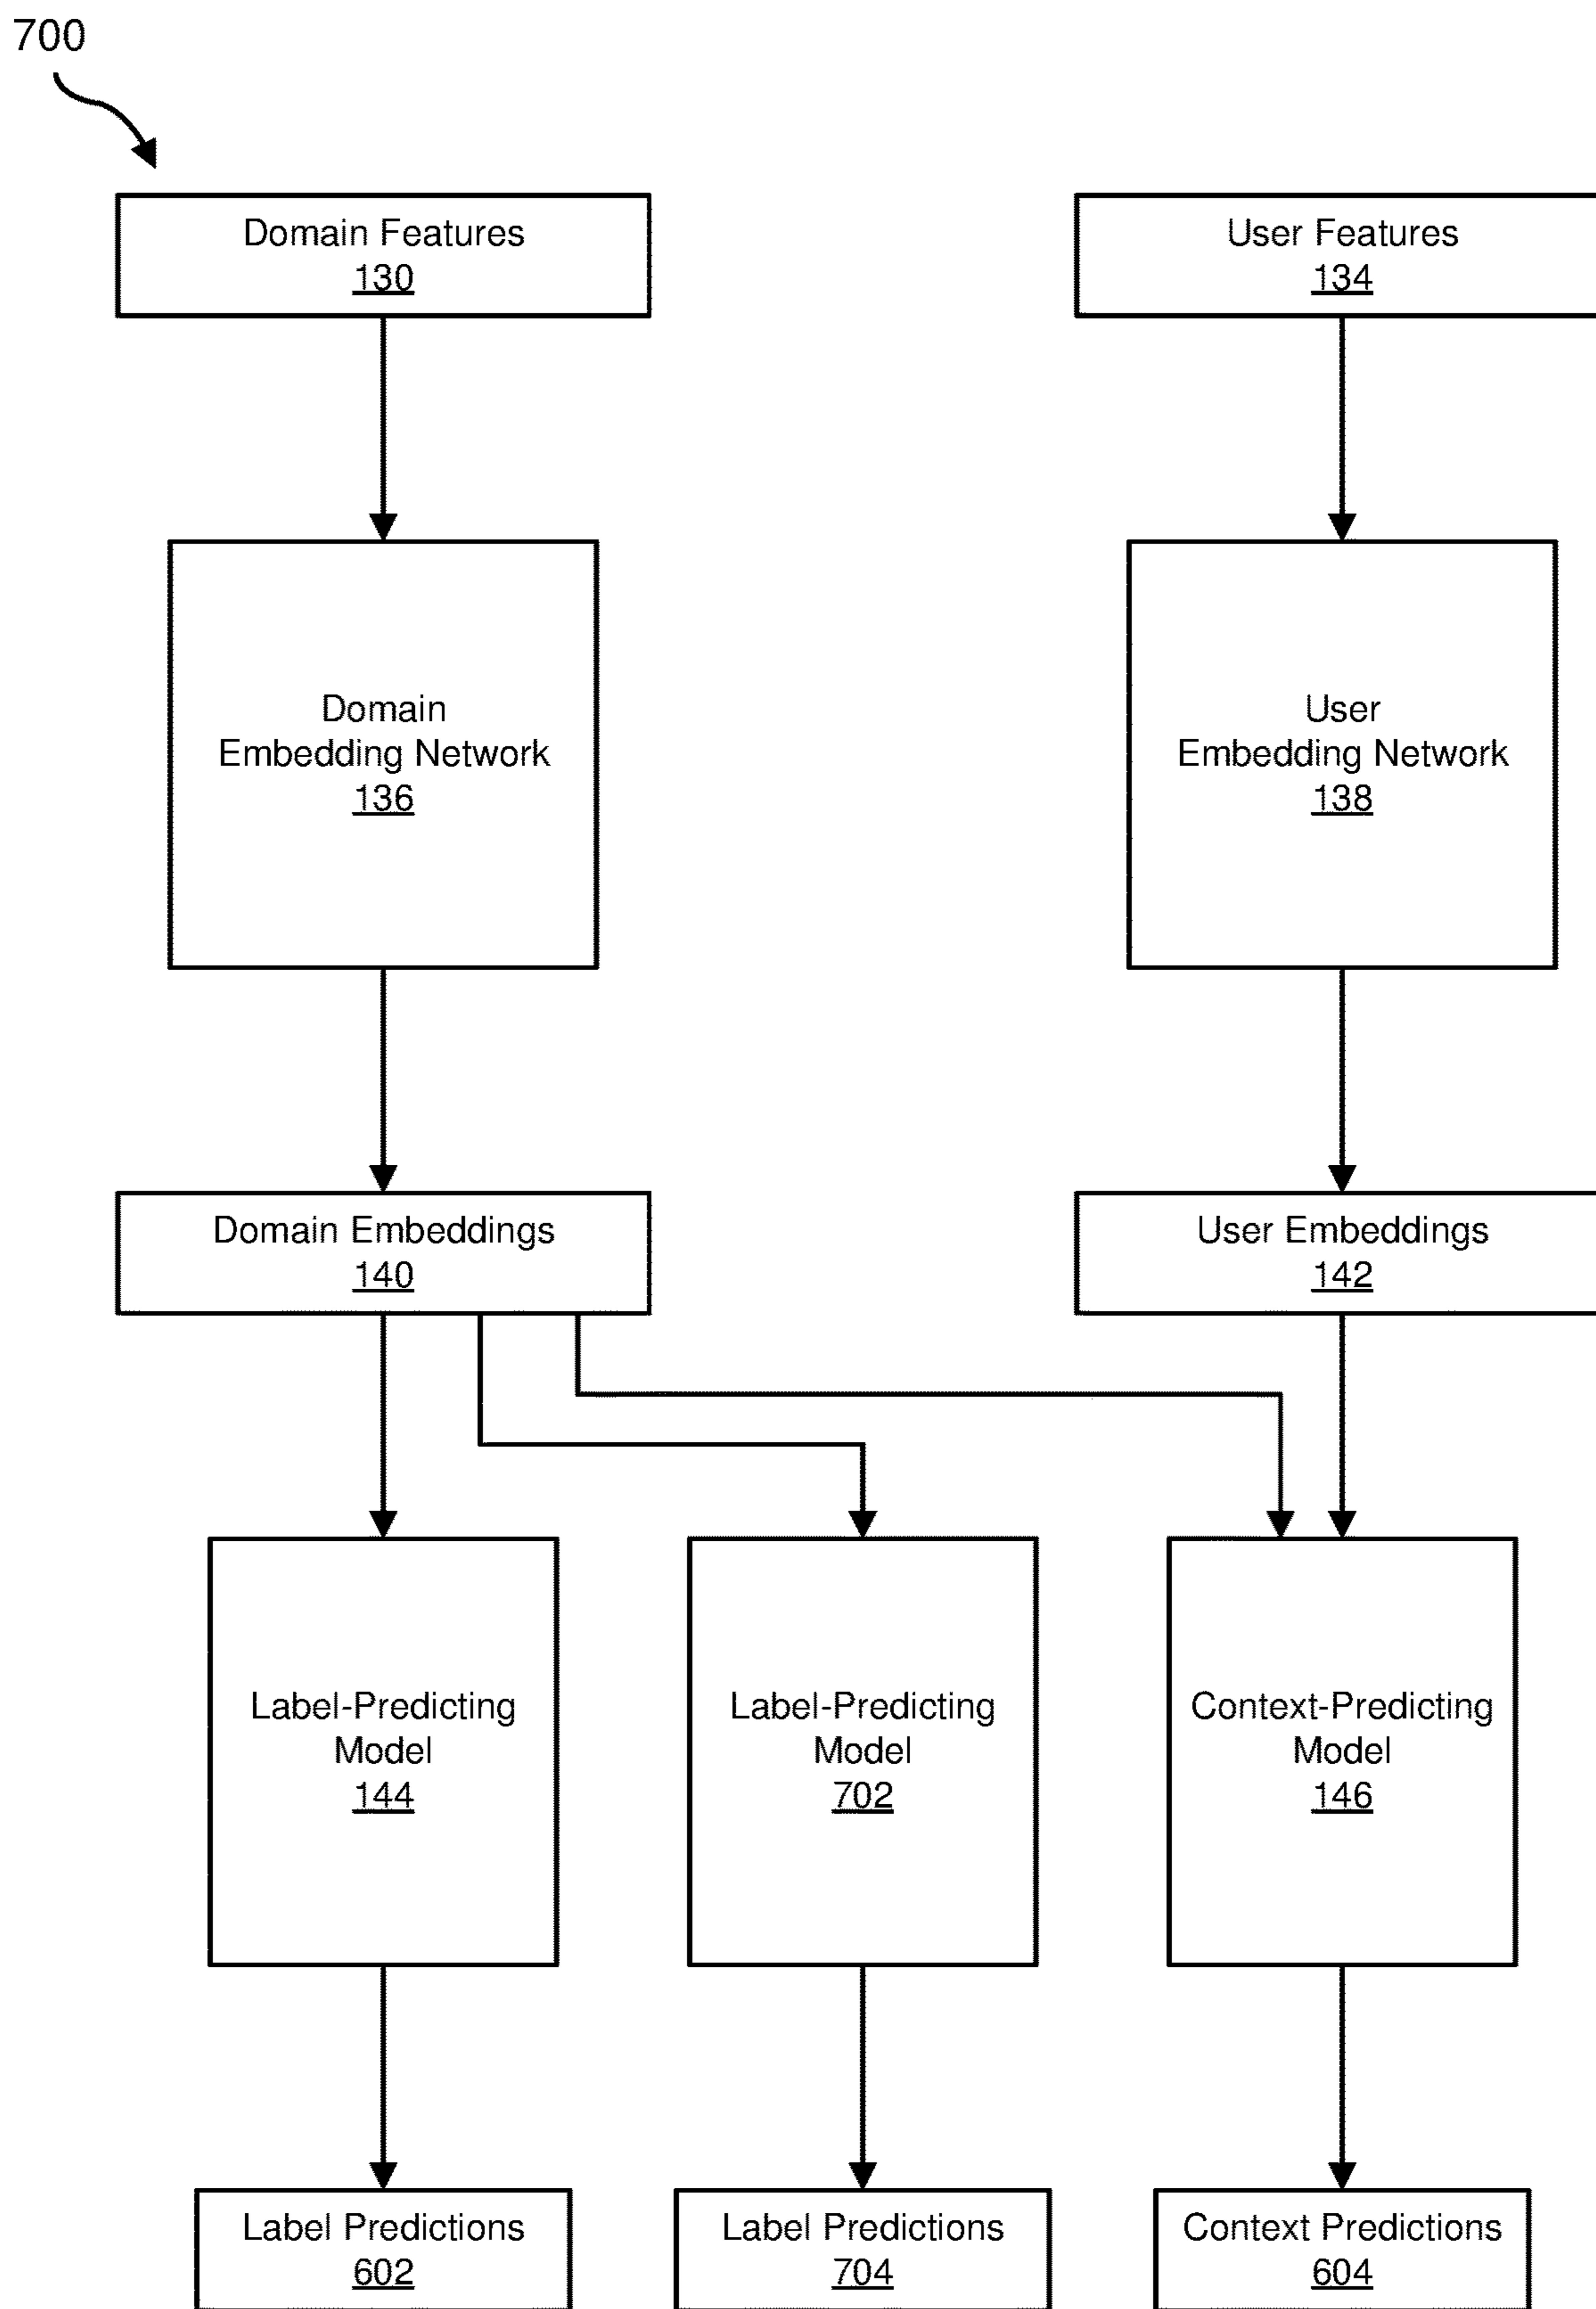 700
Domain Features
130
User Features
134
Domain
Embedding Network
136
User
Embedding Network
138
Domain Embeddings
140
User Embeddings
142
Label-Predicting
Model
144
Label-Predicting
Model
702
Context-Predicting
Model
146
Label Predictions
602
Label Predictions
704
Context Predictions
604